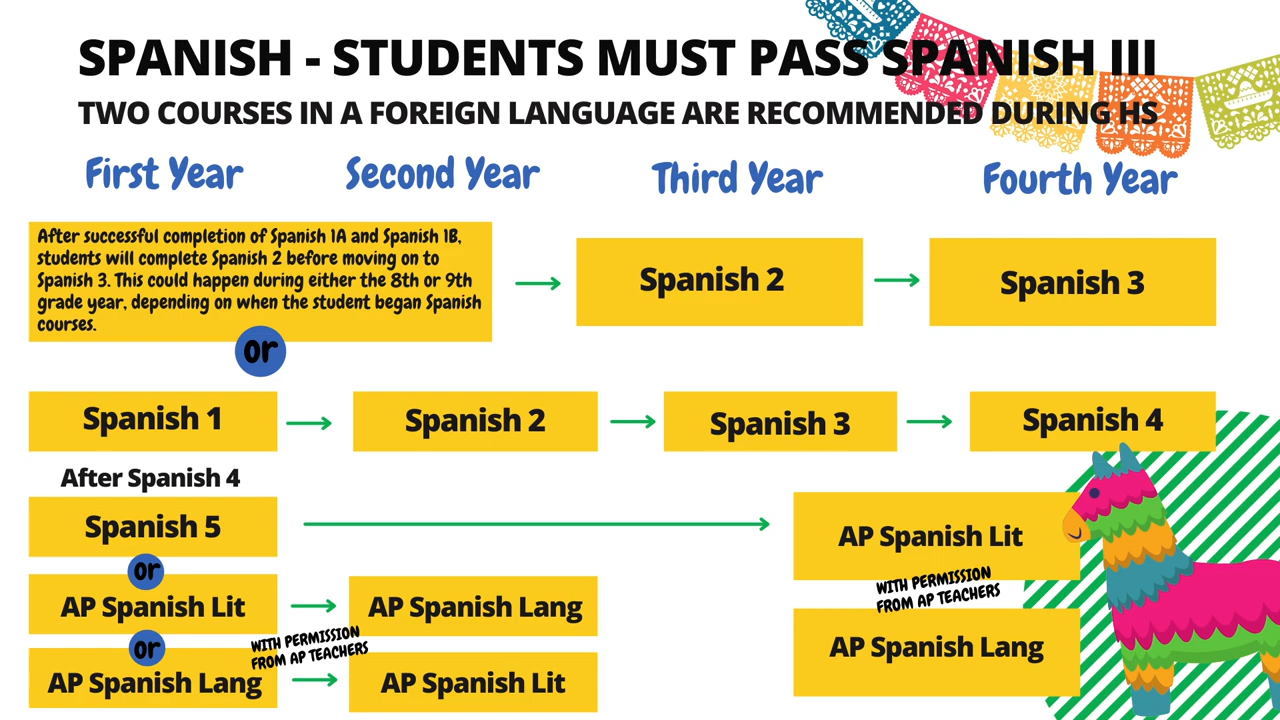 SPANISH - STUDENTS MUST PASS SPANISH III
TWO COURSES IN A FOREIGN LANGUAGE ARE RECOMMENDED DURING HS
First Year
Second Year
Third Year
Fourth Year
After successful completion of Spanish 1A and Spanish 1B,
students will complete Spanish 2 before moving on to
Spanish 3. This could happen during either the 8th or 9th
grade year, depending on when the student began Spanish
courses.
Spanish 2
Spanish 3
or
Spanish 1
Spanish 2
Spanish 3
Spanish 4
After Spanish 4
Spanish 5
or
AP Spanish Lit
AP Spanish Lang
or
WITH PERMISSION
FROM AP TEACHERS
AP Spanish Lang
AP Spanish Lit
AP Spanish Lit
WITH PERMISSION
FROM AP TEACHERS
AP Spanish Lang